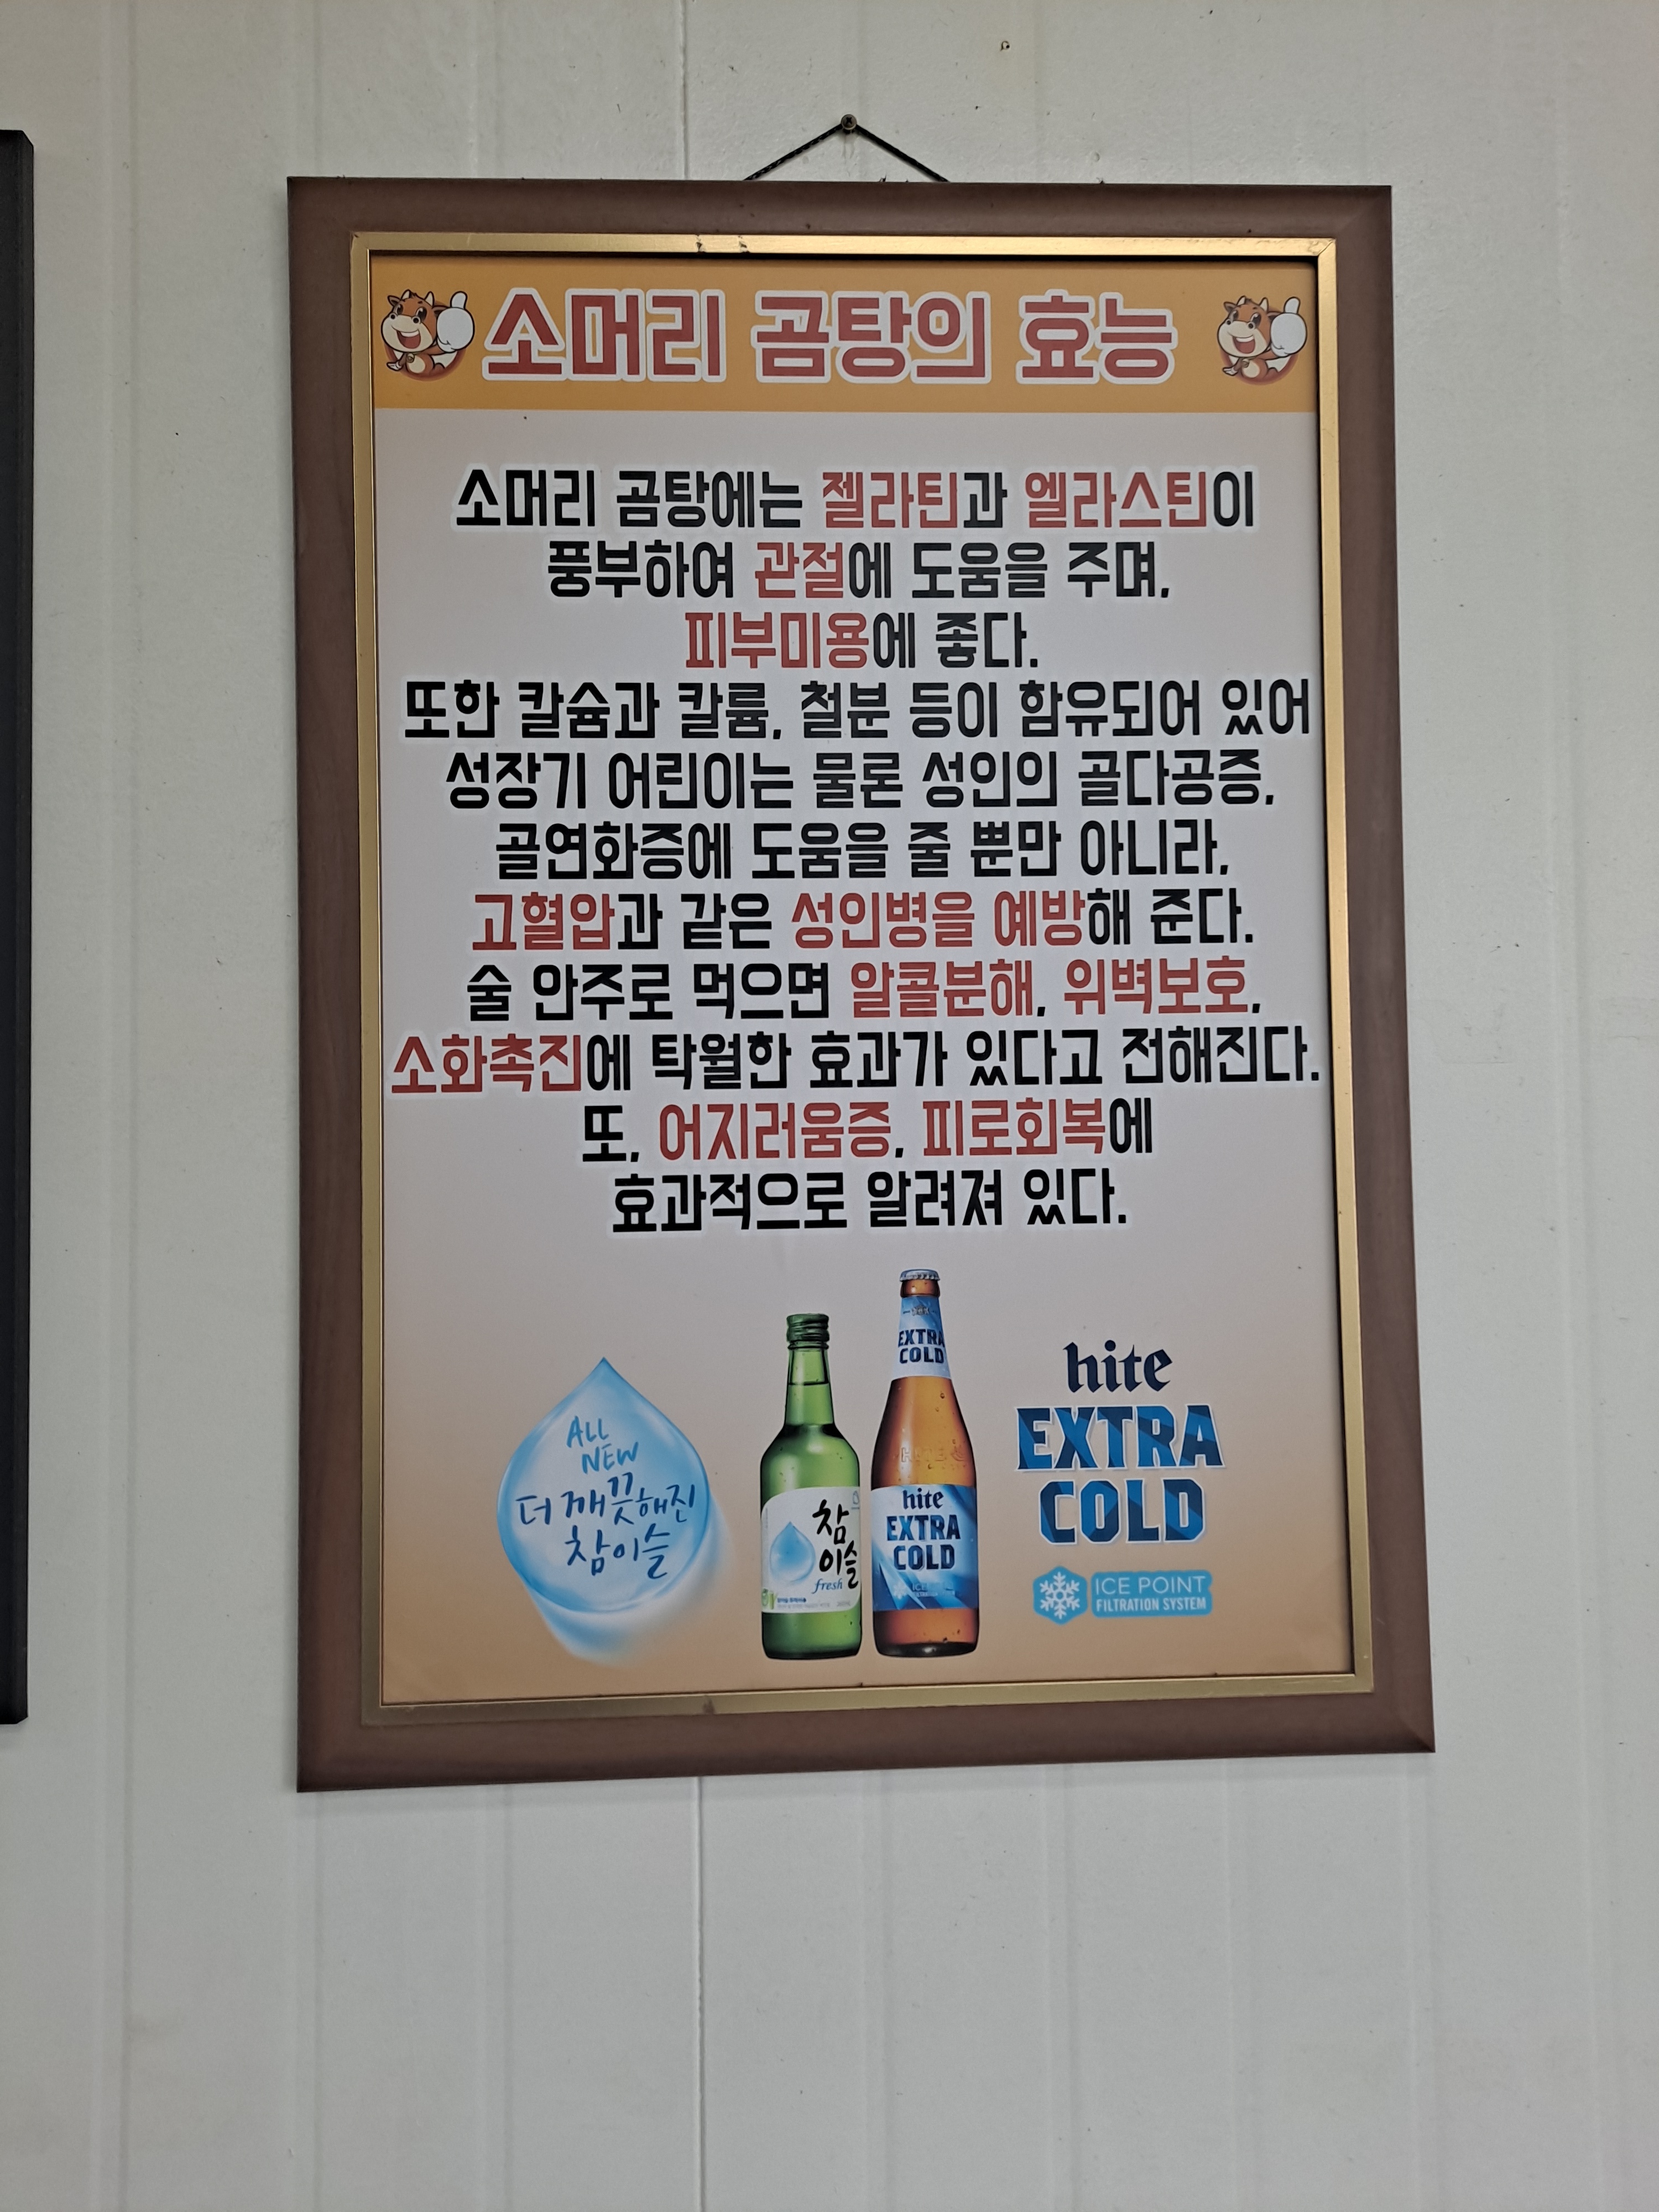 소머리 곰탕의 효능
소머리 곰탕에는 젤라틴과 엘라스틴이
풍부하여 관절에 도움을 주며,
피부미용에 좋다.
또한 칼슘과 칼륨, 철분 등이 함유되어 있어
성장기 어린이는 물론 성인의 골다공증,
골연화증에 도움을 줄 뿐만 아니라,
고혈압과 같은 성인병을 예방해 준다.
술 안주로 먹으면 알콜분해, 위벽보호,
소화촉진에 탁월한 효과가 있다고 전해진다.
또, 어지러움증, 피로회복에
효과적으로 알려져 있다.
ALL
NEW
더 깨끗해진
참이슬
참
이슬
fresh
EXTRA
COLD
hite
EXTRA
COLD
hite
EXTRA
COLD
ICE POINT
FILTRATION SYSTEM